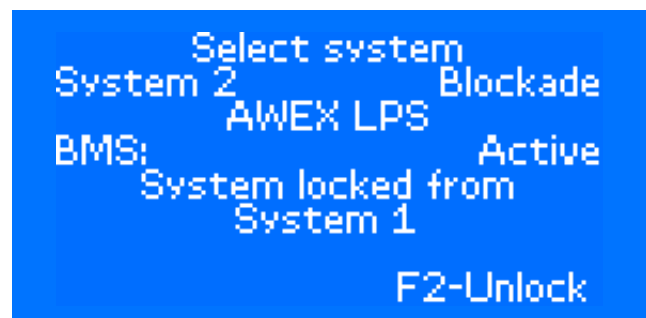 Select system
System 2 Blockade
AWEX LPS
BMS: Active
System locked from
System 1
F2-Unlock